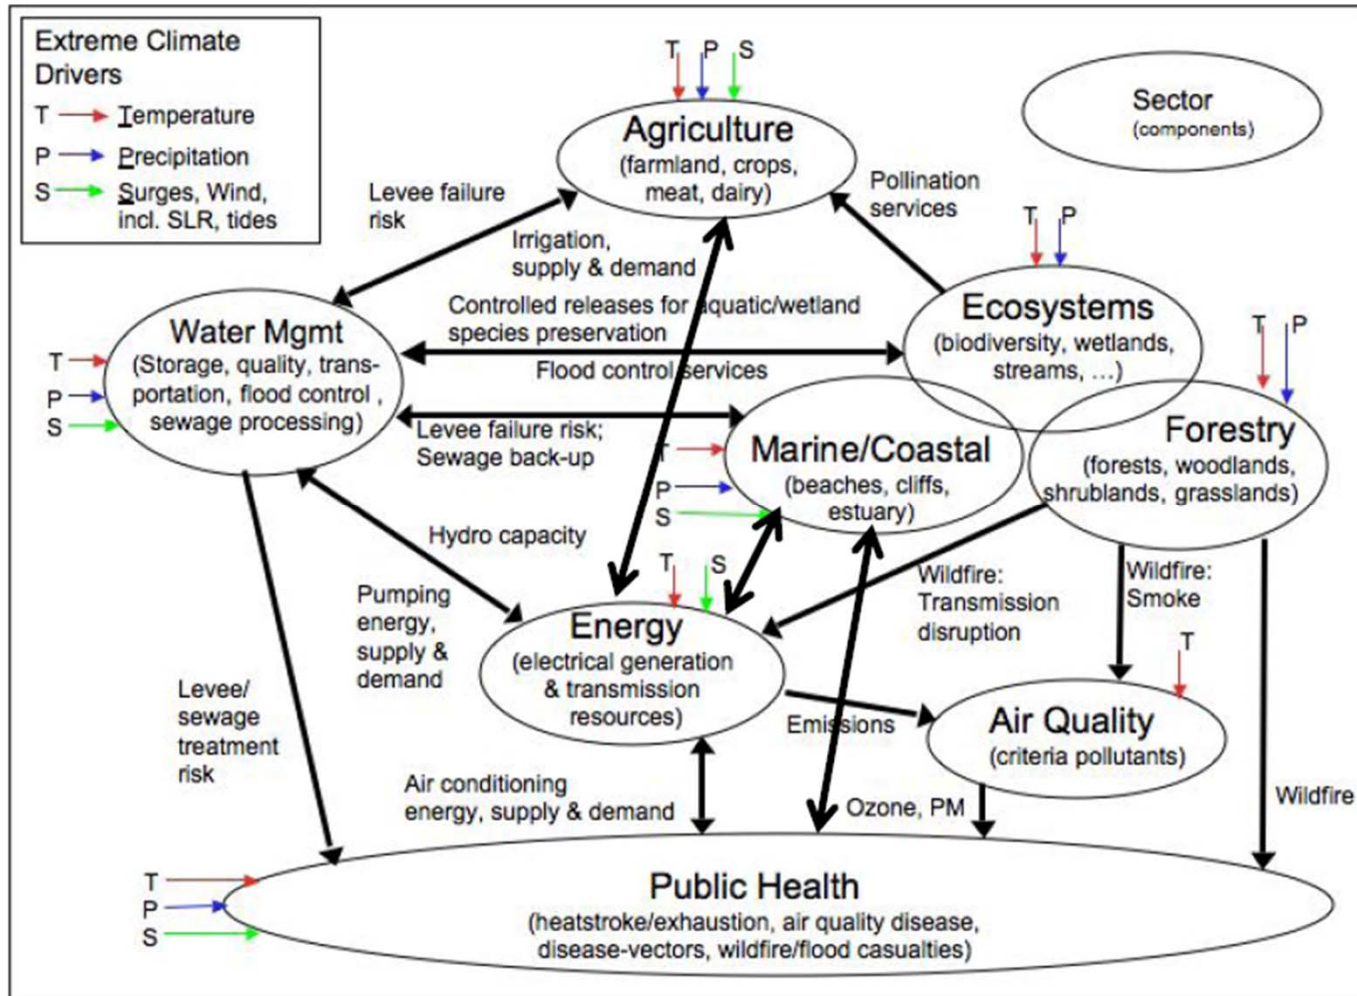 Extreme Climate
Drivers
T Temperature
P Precipitation
S Surges, Wind,
incl. SLR, tides
T P S
Agriculture
(farmland, crops,
meat, dairy)
Sector
(components)
Levee failure
risk
Pollination
services
Irrigation,
supply & demand
T P
Ecosystems
(biodiversity, wetlands,
streams, ...)
Controlled releases for aquatic/wetland
species preservation
Flood control services
T
P
S
Water Mgmt
(Storage, quality, trans-
portation, flood control ,
sewage processing)
T P
Forestry
(forests, woodlands,
shrublands, grasslands)
Levee failure risk;
Sewage back-up
T
P
S
Marine/Coastal
(beaches, cliffs,
estuary)
Hydro capacity
Pumping
energy,
supply &
demand
T S
Energy
(electrical generation
& transmission
resources)
Wildfire:
Transmission
disruption
Wildfire:
Smoke
T
Air Quality
(criteria pollutants)
Emissions
Levee/
sewage
treatment
risk
Air conditioning
energy, supply & demand
Ozone, PM
Wildfire
T
P
S
Public Health
(heatstroke/exhaustion, air quality disease,
disease-vectors, wildfire/flood casualties)